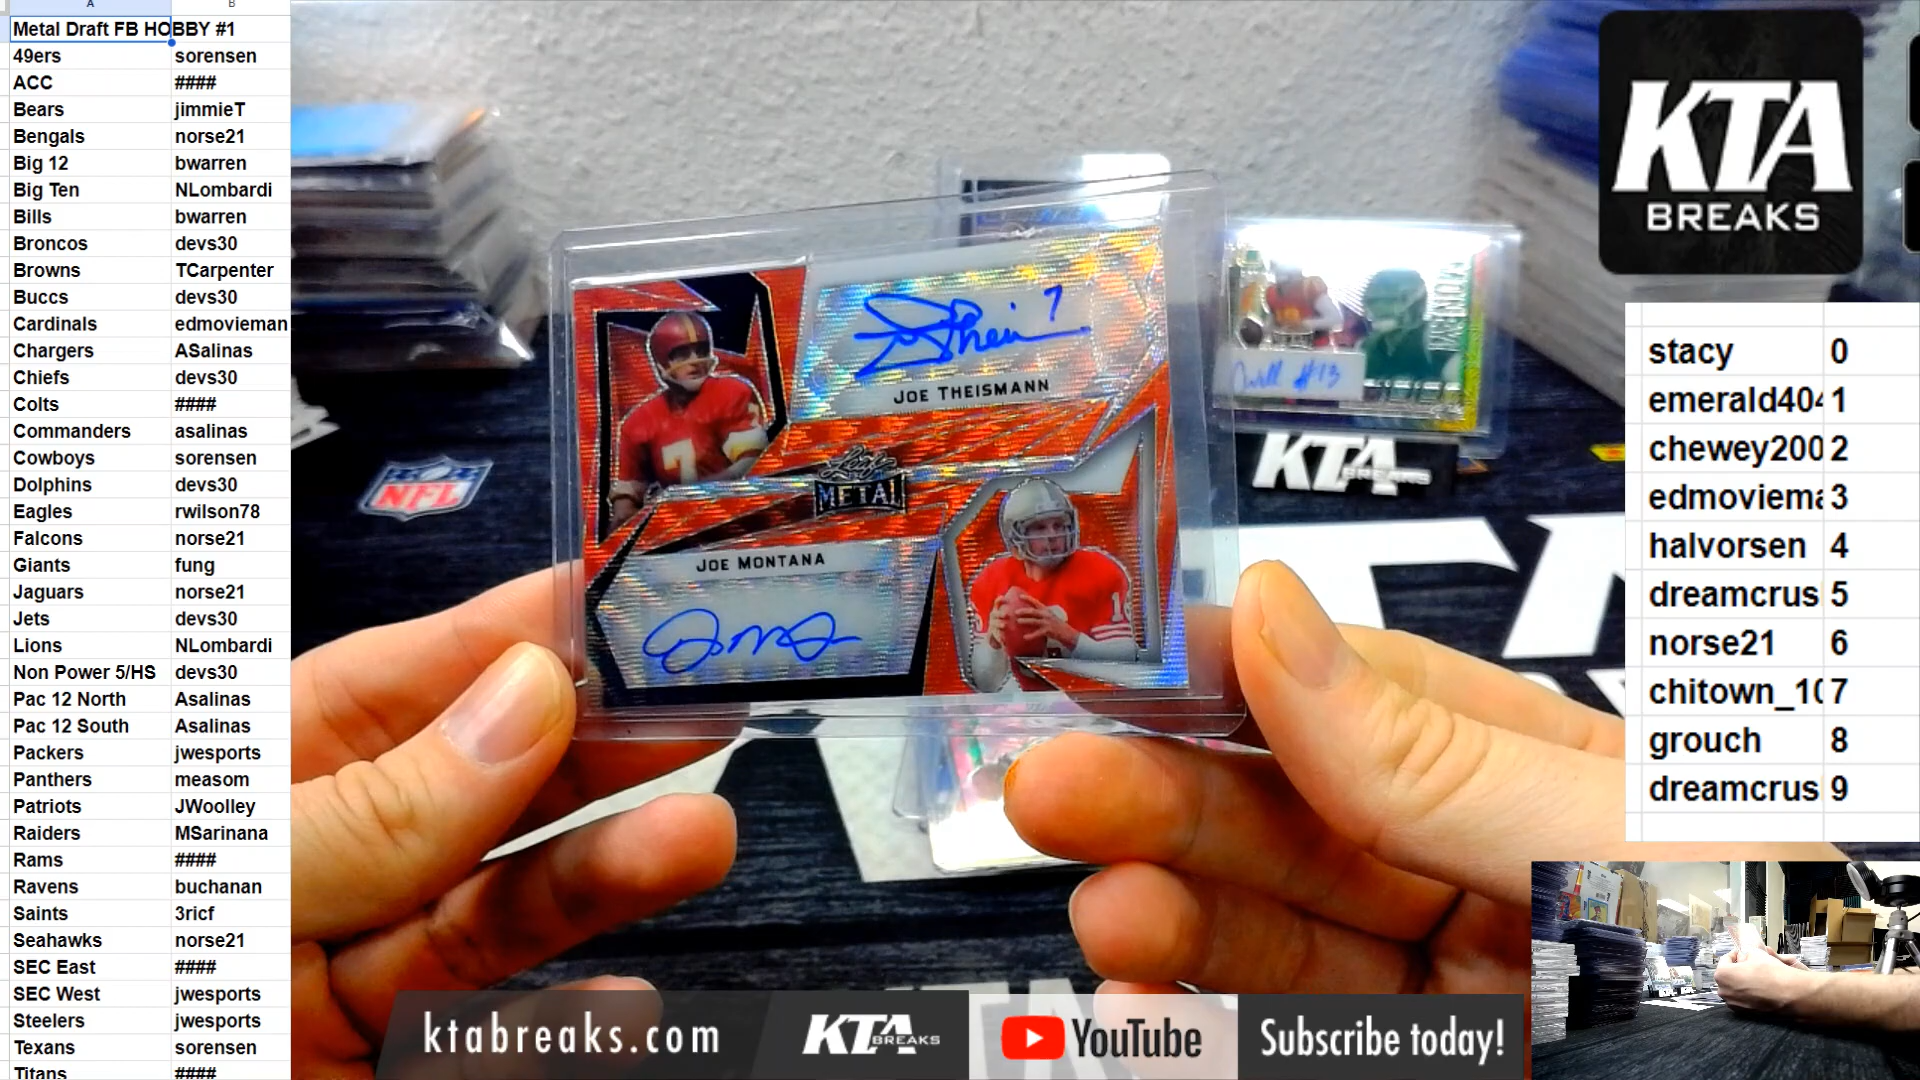 A B
Metal Draft FB HOBBY #1
49ers sorensen
ACC ####
Bears jimmieT
Bengals norse21
Big 12 bwarren
Big Ten NLombardi
Bills bwarren
Broncos devs30
Browns TCarpenter
Buccs devs30
Cardinals edmovieman
Chargers ASalinas
Chiefs devs30
Colts ####
Commanders asalinas
Cowboys sorensen
Dolphins devs30
Eagles rwilson78
Falcons norse21
Giants fung
Jaguars norse21
Jets devs30
Lions NLombardi
Non Power 5/HS devs30
Pac 12 North Asalinas
Pac 12 South Asalinas
Packers jwesports
Panthers measom
Patriots JWoolley
Raiders MSarinana
Rams ####
Ravens buchanan
Saints 3ricf
Seahawks norse21
SEC East ####
SEC West jwesports
Steelers jwesports
Texans sorensen
Titans ####
7
JOE THEISMANN
7
Leaf
METAL
JOE MONTANA
#13
NFL
KTA
BREAKS
KTA
BREAKS
stacy 0
emerald404 1
chewey200 2
edmoviema 3
halvorsen 4
dreamcrus 5
norse21 6
chitown_10 7
grouch 8
dreamcrus 9
ktabreaks.com
KTA
BREAKS
YouTube
Subscribe today!